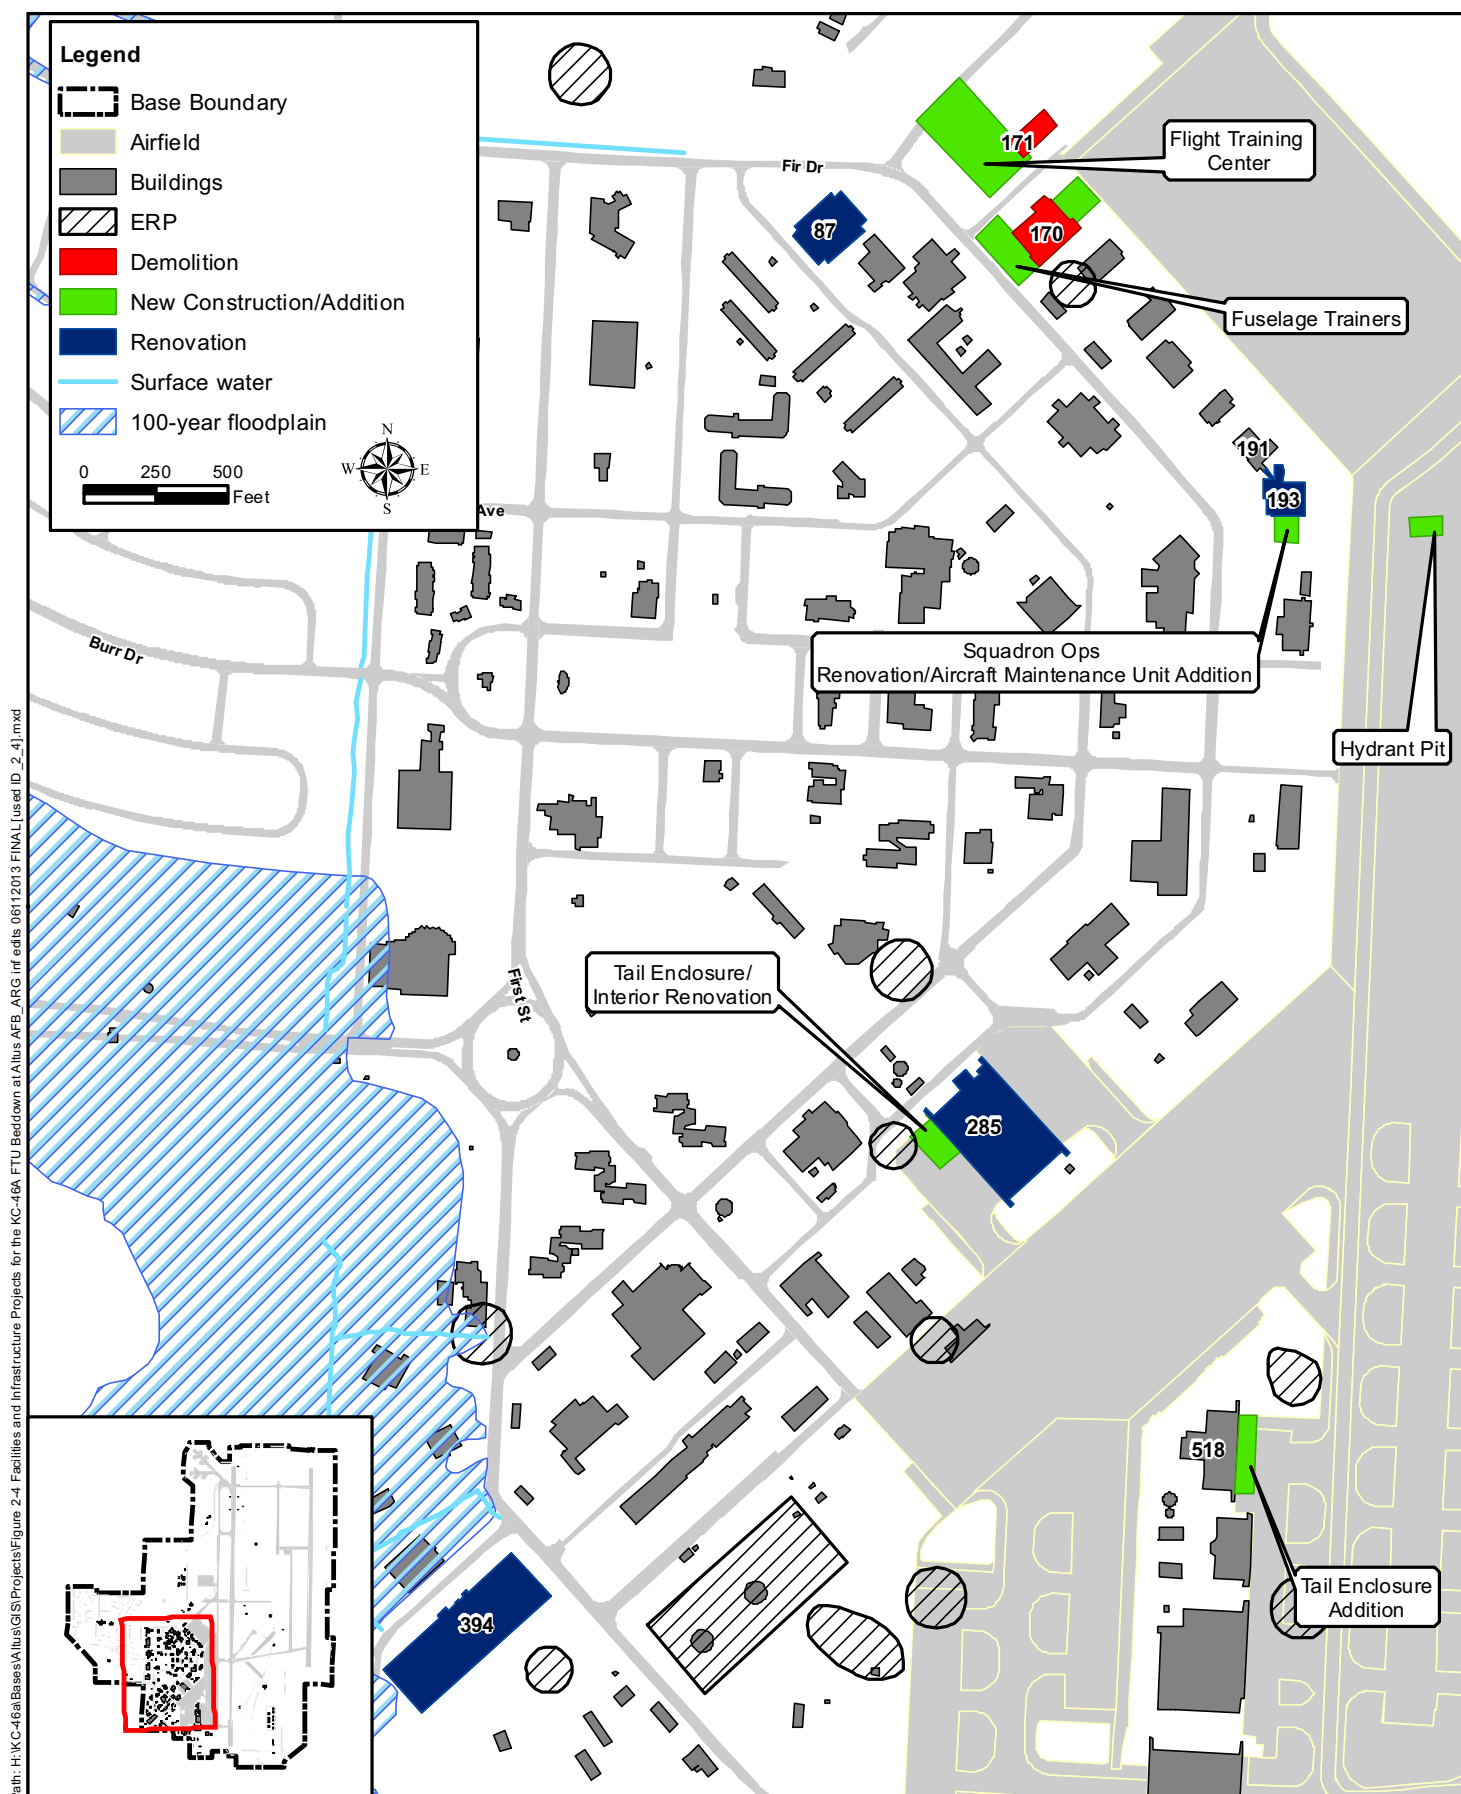 Legend
Base Boundary
Airfield
Buildings
ERP
Demolition
New Construction/Addition
Renovation
Surface water
100-year floodplain
N
W E
S
0 250 500
Feet
Fir Dr
171
Flight Training
Center
87
170
Fuselage Trainers
191
193
Ave
Burr Dr
Squadron Ops
Renovation/Aircraft Maintenance Unit Addition
Hydrant Pit
First St
Tail Enclosure/
Interior Renovation
285
518
Tail Enclosure
Addition
394
ath: H:\KC-46a\Bases\Altus\GIS\Projects\Figure 2-4 Facilities and Infrastructure Projects for the KC-46A FTU Beddown at Altus AFB_ARG inf edits 06112013 FINAL[used ID_2_4].mxd